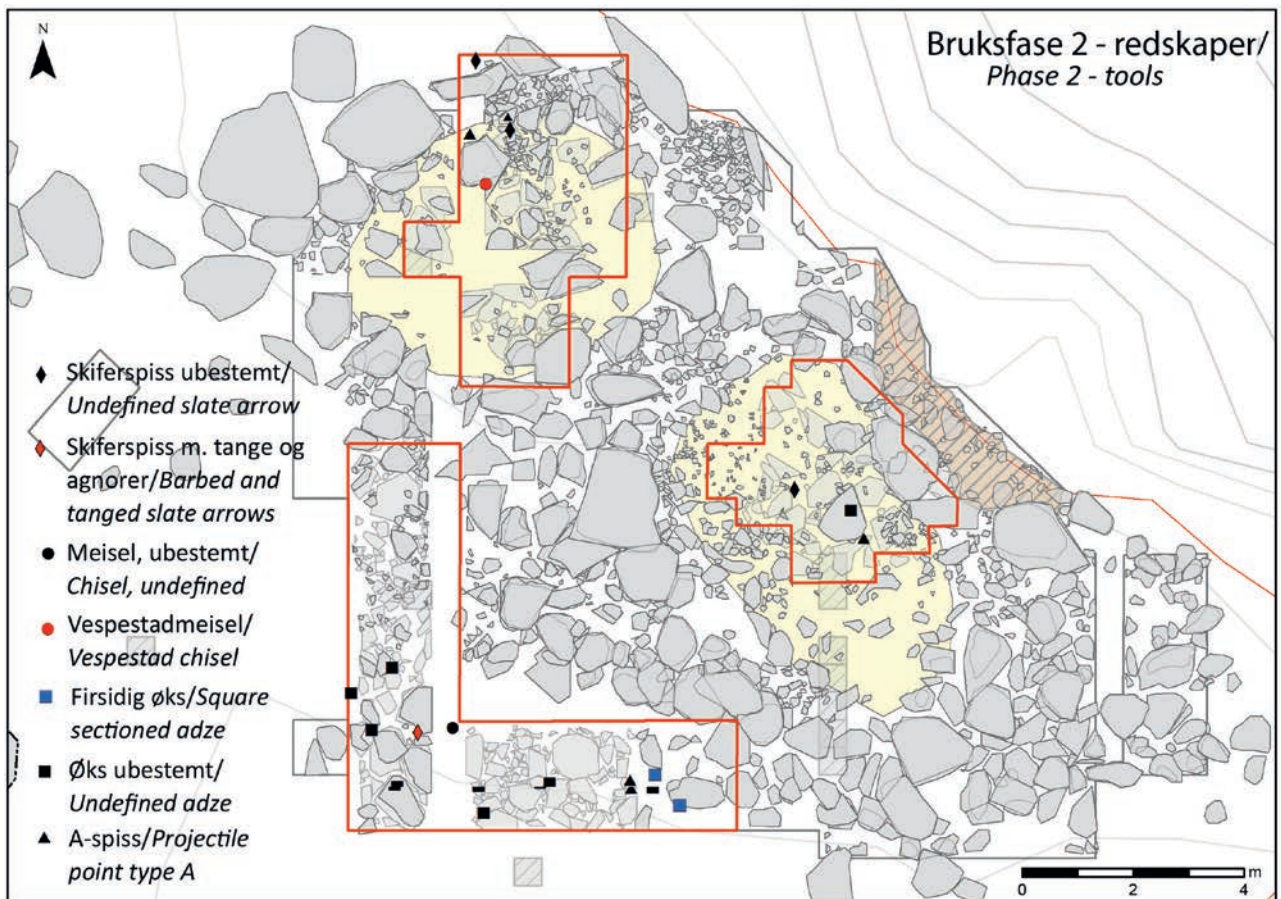 N
Bruksfase 2 - redskaper/
Phase 2 - tools
Skiferspiss ubestemt/
Undefined slate arrow
Skiferspiss m. tange og
agnorer/Barbed and
tanged slate arrows
Meisel, ubestemt/
Chisel, undefined
Vespestadmeisel/
Vespestad chisel
Firsidig øks/Square
sectioned adze
Øks ubestemt/
Undefined adze
A-spiss/Projectile
point type A
m
0 2 4